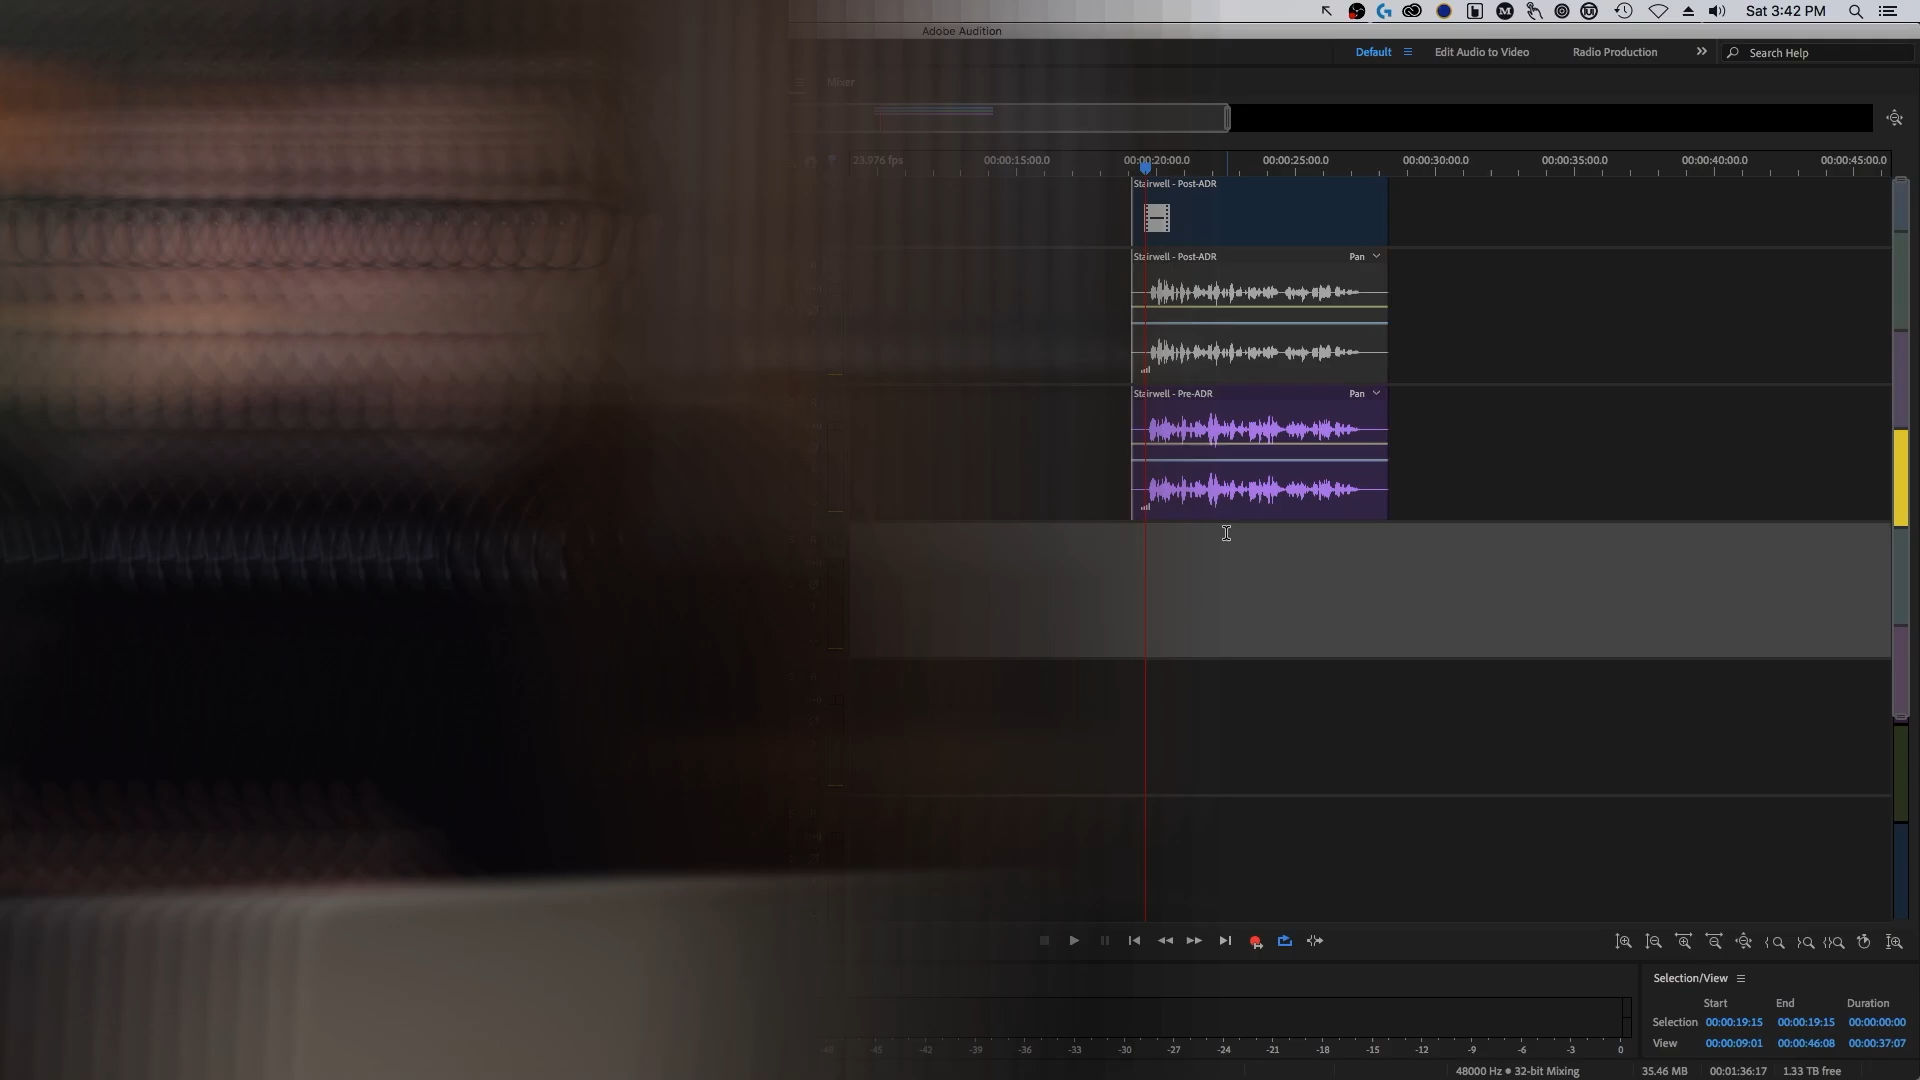 Sat 3:42 PM
Adobe Audition
Default
Edit Audio to Video
Radio Production
Search Help
Mixer
23.976 fps
00:00:15:00.0
00:00:20:00.0
00:00:25:00.0
00:00:30:00.0
00:00:35:00.0
00:00:40:00.0
00:00:45:00.0
Stairwell - Post-ADR
Stairwell - Post-ADR
Pan
Stairwell - Pre-ADR
Pan
Selection/View
Start
End
Duration
Selection
00:00:19:15
00:00:19:15
00:00:00:00
View
00:00:09:01
00:00:46:08
00:00:37:07
-48
-45
-42
-39
-36
-33
-30
-27
-24
-21
-18
-15
-12
-9
-6
-3
0
48000 Hz ● 32-bit Mixing
35.46 MB
00:01:36:17
1.33 TB free